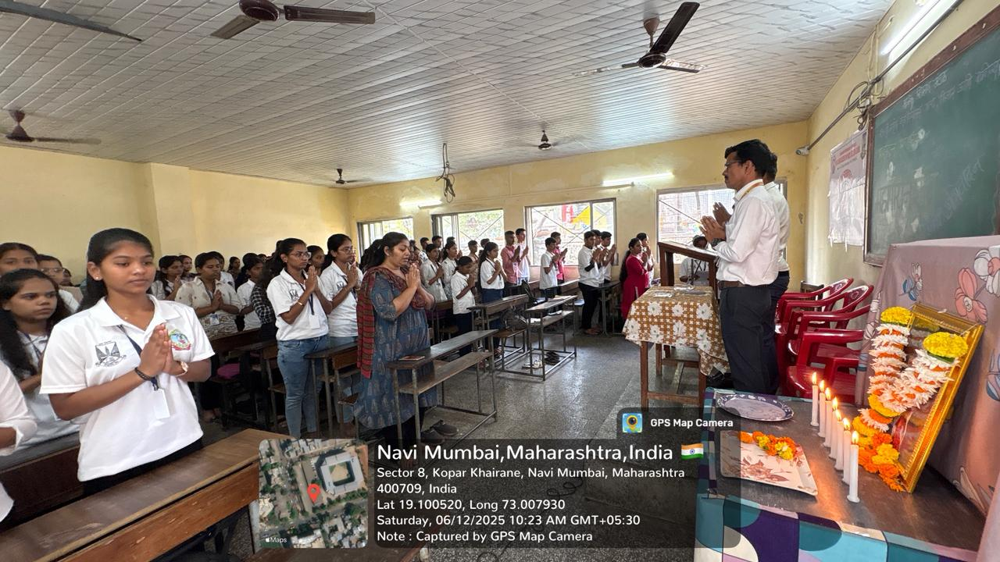 GPS Map Camera
Navi Mumbai,Maharashtra,India
Sector 8, Kopar Khairane, Navi Mumbai, Maharashtra
400709, India
Lat 19.100520, Long 73.007930
Saturday, 06/12/2025 10:23 AM GMT+05:30
Note : Captured by GPS Map Camera
Maps